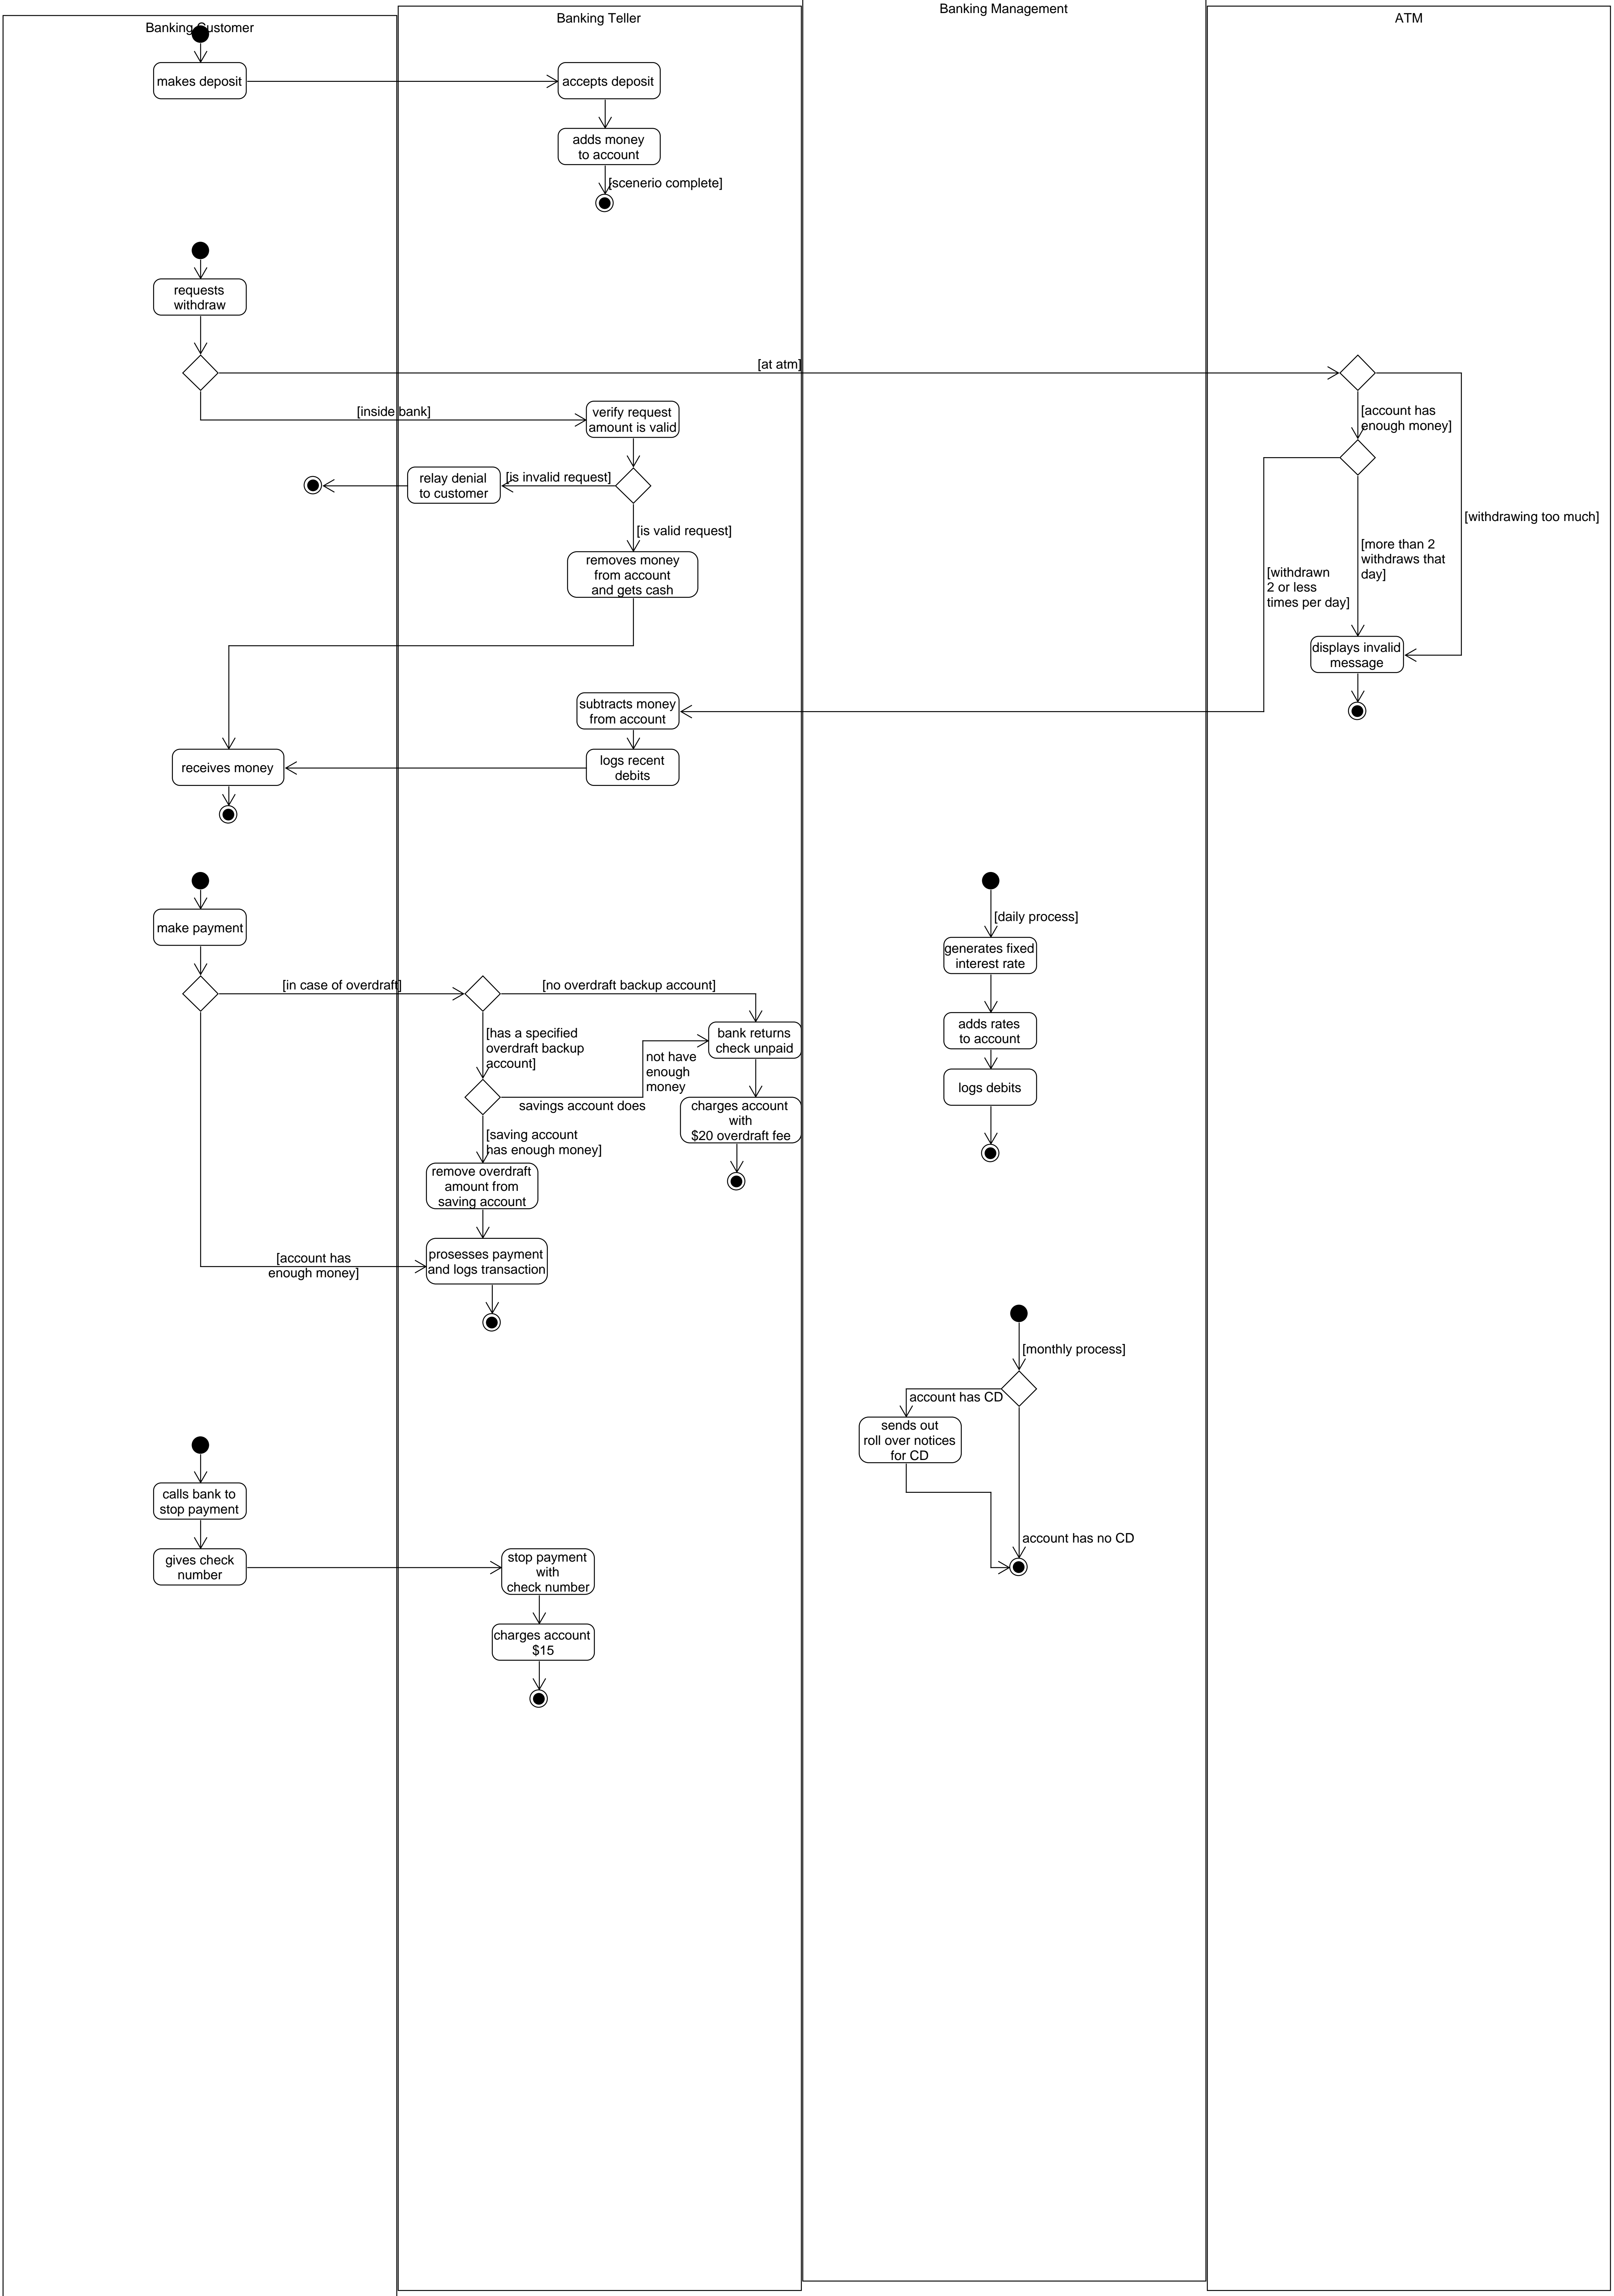 Banking Customer
Banking Teller
Banking Management
ATM
makes deposit
accepts deposit
adds money
to account
[scenerio complete]
requests
withdraw
[at atm]
[inside bank]
verify request
amount is valid
[account has
enough money]
relay denial
to customer
[is invalid request]
[is valid request]
[withdrawing too much]
removes money
from account
and gets cash
[more than 2
withdraws that
day]
[withdrawn
2 or less
times per day]
displays invalid
message
subtracts money
from account
receives money
logs recent
debits
make payment
[daily process]
generates fixed
interest rate
[in case of overdraft]
[no overdraft backup account]
[has a specified
overdraft backup
account]
bank returns
check unpaid
adds rates
to account
not have
enough
money
savings account does
logs debits
charges account
with
$20 overdraft fee
[saving account
has enough money]
remove overdraft
amount from
saving account
[account has
enough money]
prosesses payment
and logs transaction
[monthly process]
account has CD
sends out
roll over notices
for CD
account has no CD
calls bank to
stop payment
gives check
number
stop payment
with
check number
charges account
$15